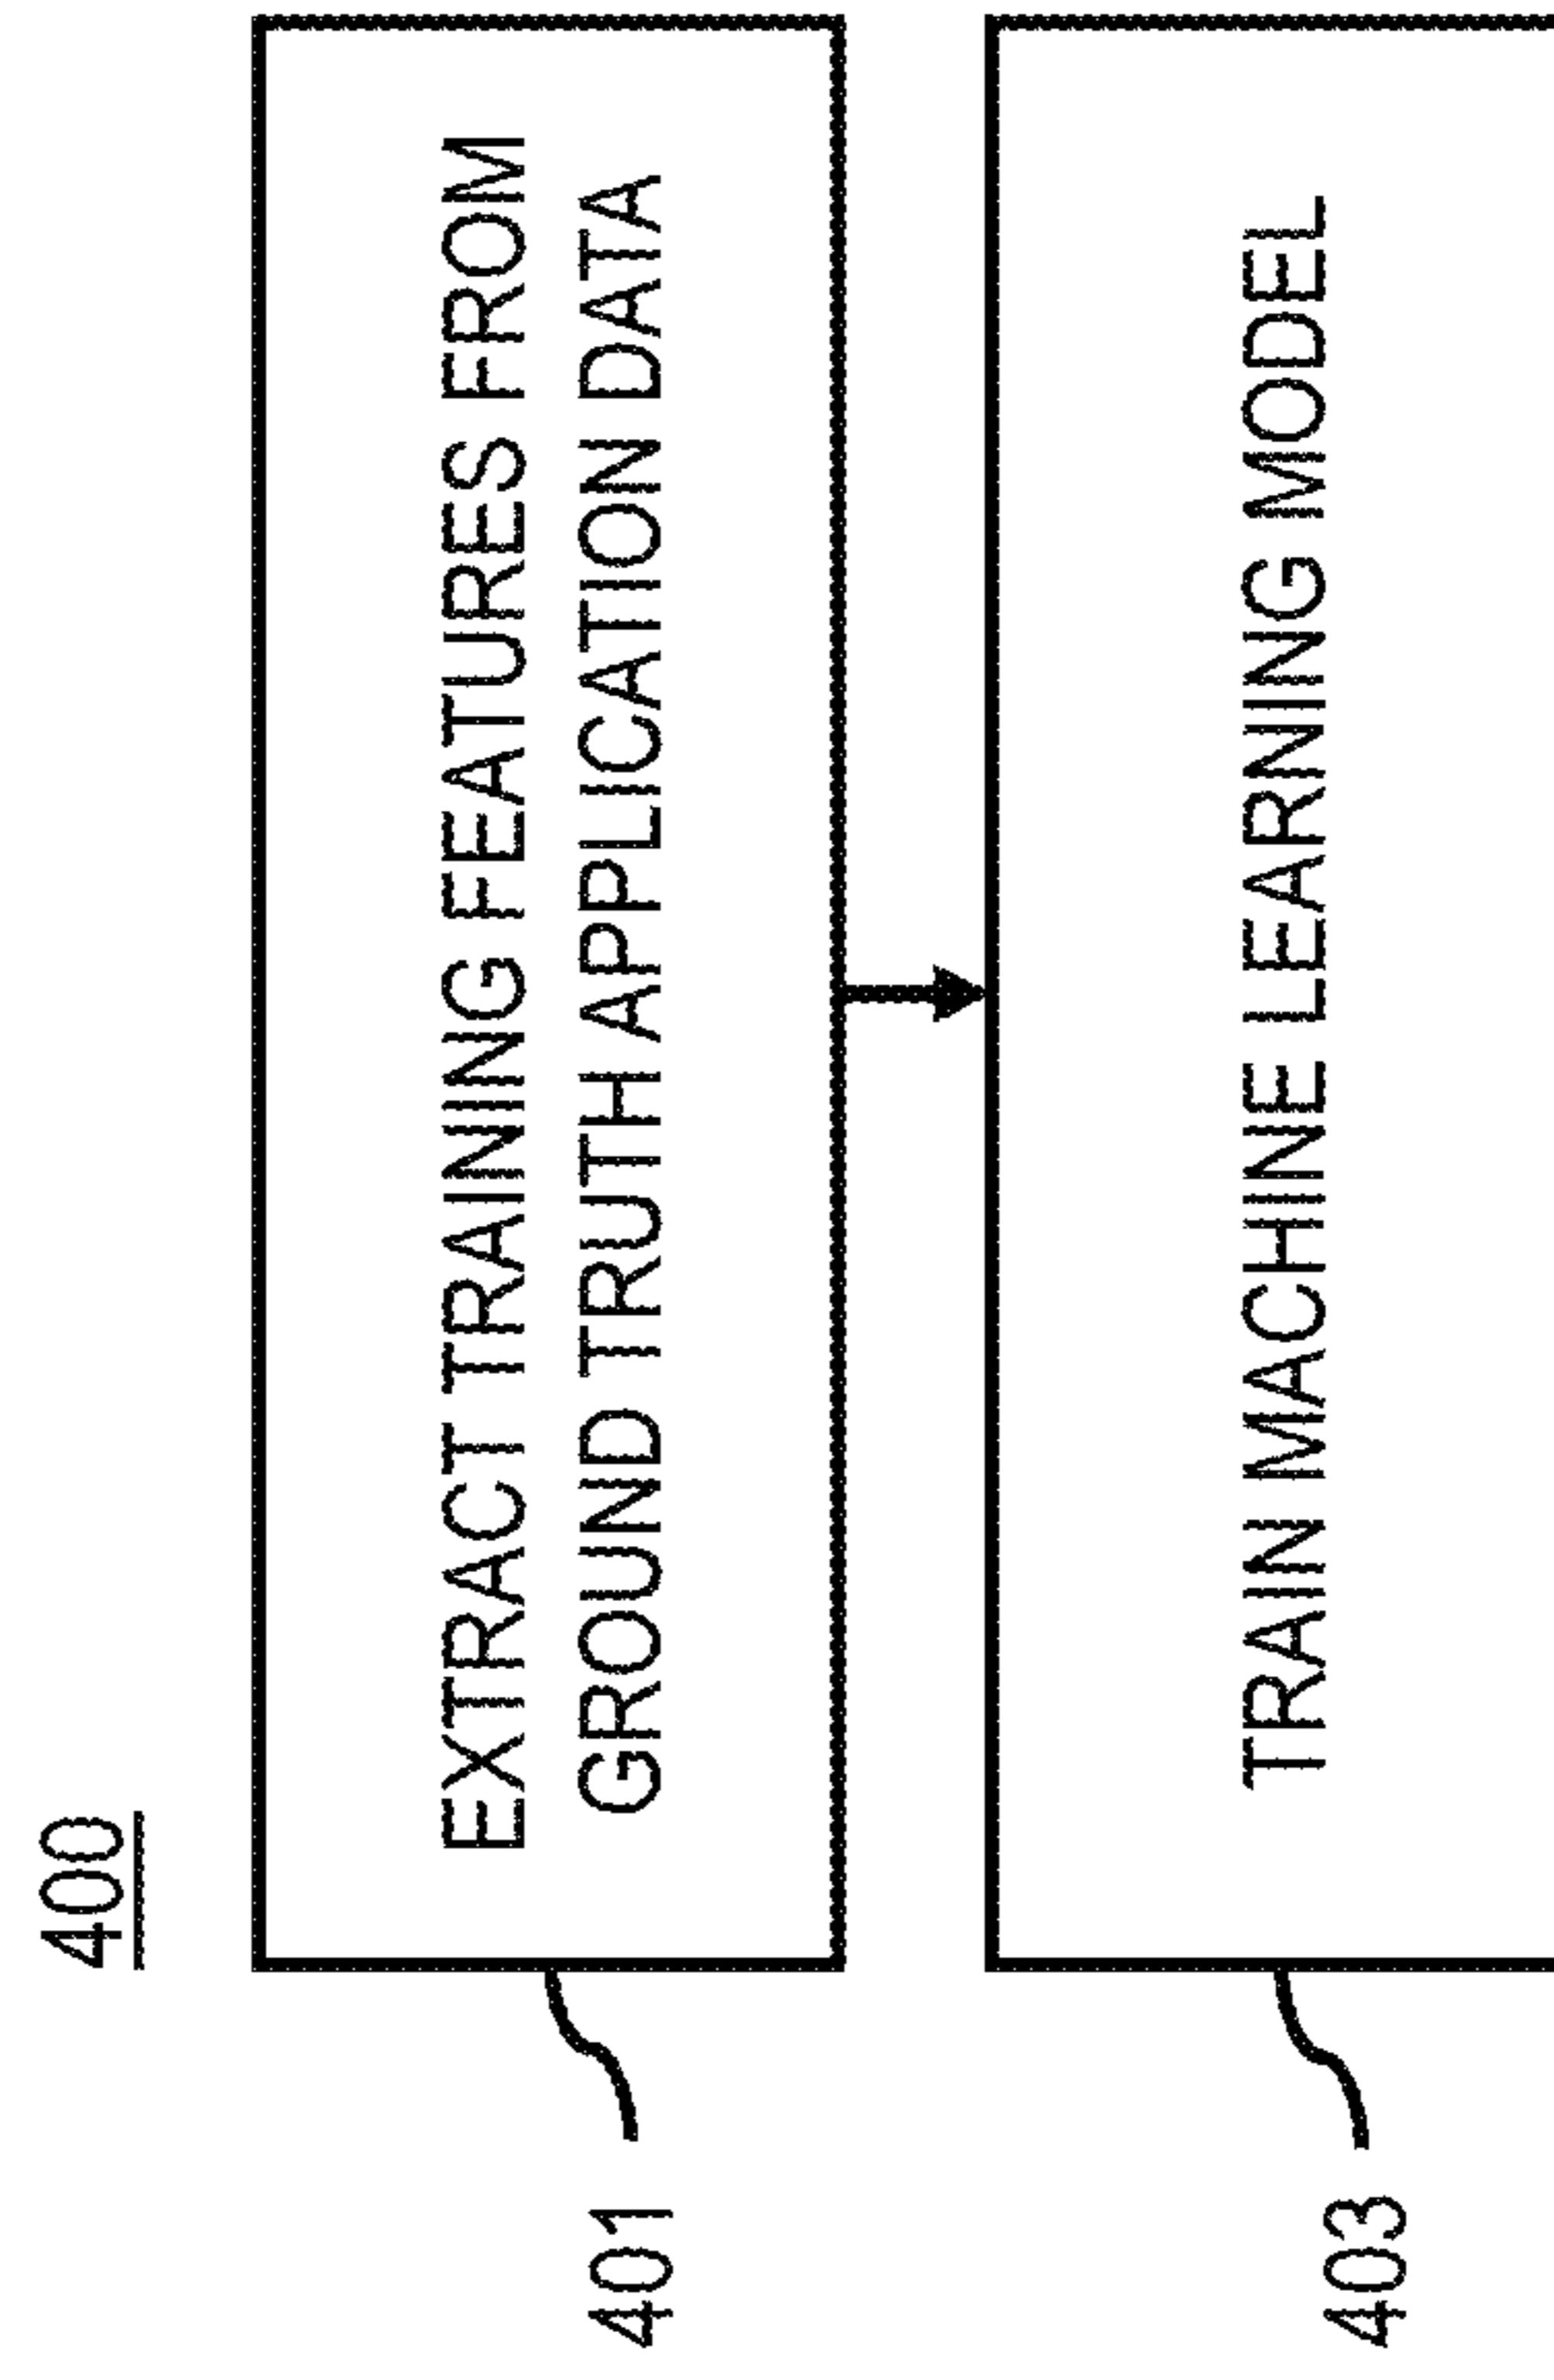 400
EXTRACT TRAINING FEATURES FROM
GROUND TRUTH APPLICATION DATA
401
TRAIN MACHINE LEARNING MODEL
403